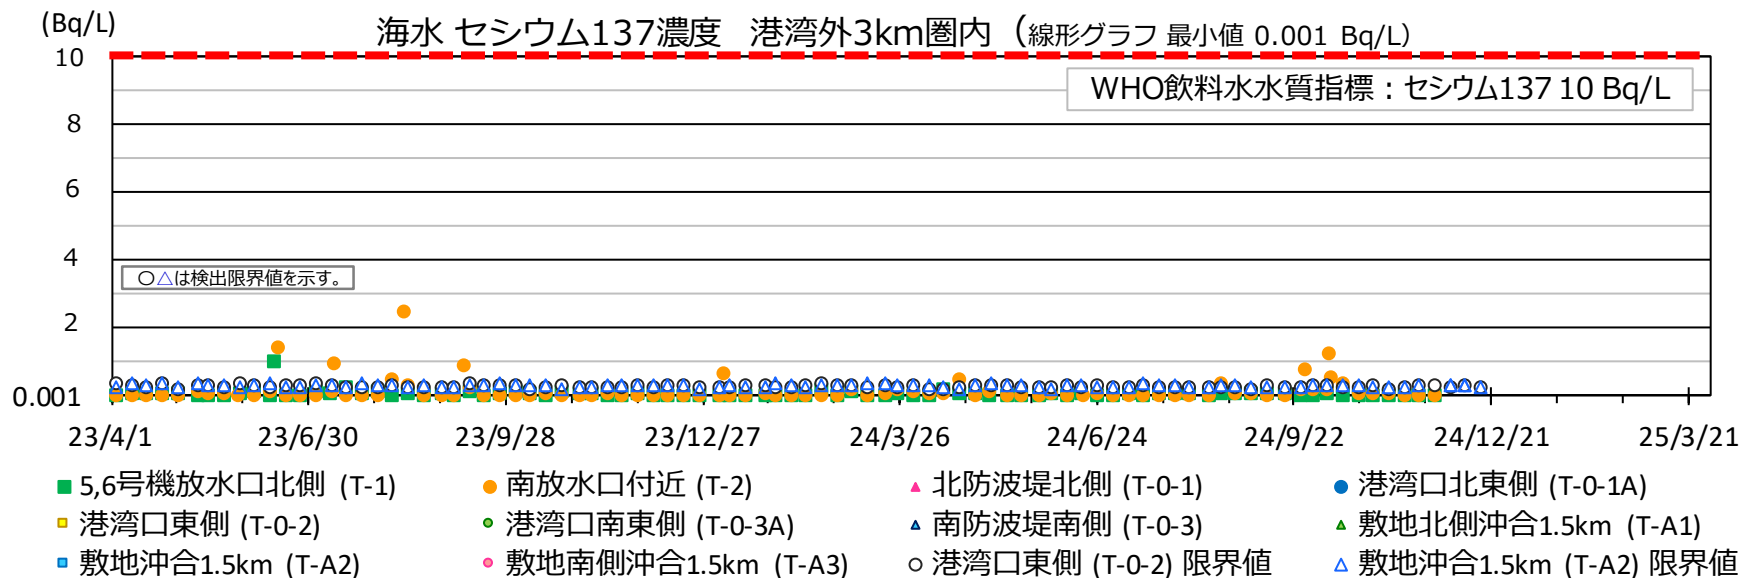 (Bq/L)
海水 セシウム137濃度 港湾外3km圏内 (線形グラフ 最小値 0.001 Bq/L)
10
WHO飲料水水質指標：セシウム137 10 Bq/L
8
6
4
○△は検出限界値を示す。
2
0.001
23/4/1 23/6/30 23/9/28 23/12/27 24/3/26 24/6/24 24/9/22 24/12/21 25/3/21
5,6号機放水口北側 (T-1) 南放水口付近 (T-2) 北防波堤北側 (T-0-1) 港湾口北東側 (T-0-1A)
港湾口東側 (T-0-2) 港湾口南東側 (T-0-3A) 南防波堤南側 (T-0-3) 敷地北側沖合1.5km (T-A1)
敷地沖合1.5km (T-A2) 敷地南側沖合1.5km (T-A3) 港湾口東側 (T-0-2) 限界値 敷地沖合1.5km (T-A2) 限界値